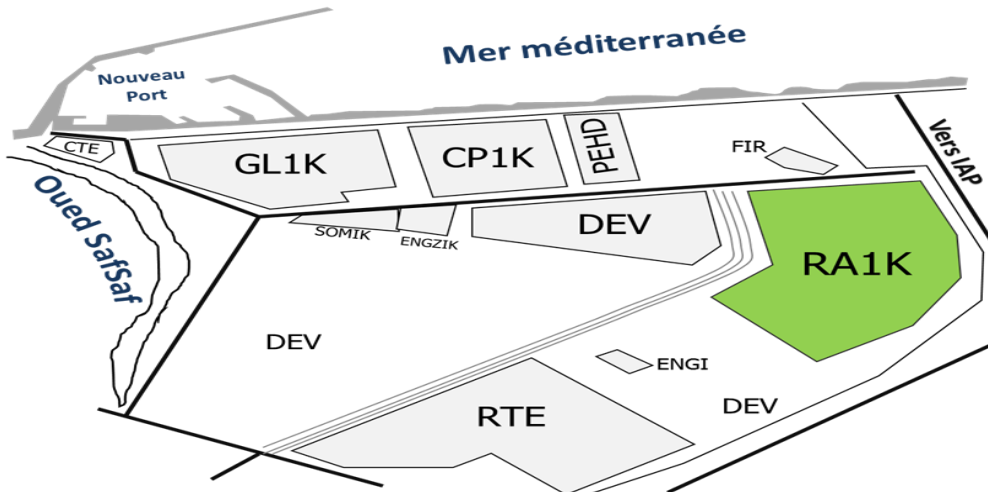 Mer méditerranée
Nouveau
Port
CTE
GL1K
CP1K
PEHD
FIR
Vers IAP
Oued SafSaf
SOMIK
ENGZIK
DEV
RA1K
DEV
ENGI
RTE
DEV